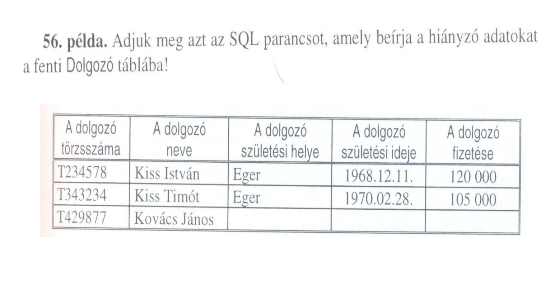 56. példa. Adjuk meg azt az SQL parancsot, amely beírja a hiányzó adatokat
a fenti Dolgozó táblába!
A dolgozó törzsszáma A dolgozó neve A dolgozó születési helye A dolgozó születési ideje A dolgozó fizetése
T234578 Kiss István Eger 1968.12.11. 120 000
T343234 Kiss Timót Eger 1970.02.28. 105 000
T429877 Kovács János